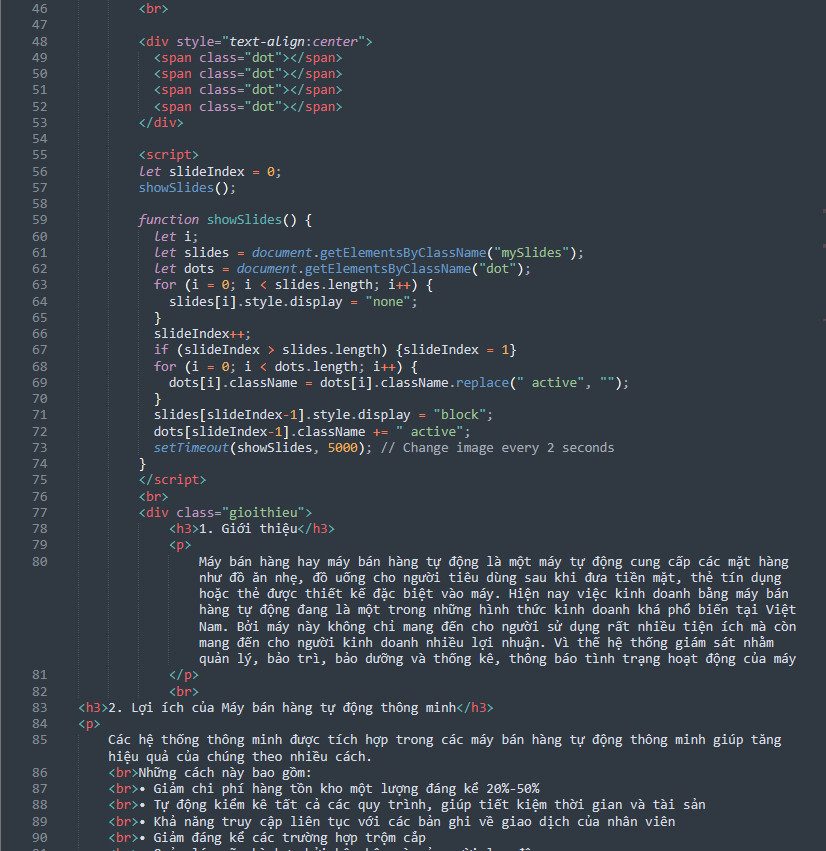 46 <br>
47
48 <div style="text-align:center">
49 <span class="dot"></span>
50 <span class="dot"></span>
51 <span class="dot"></span>
52 <span class="dot"></span>
53 </div>
54
55 <script>
56 let slideIndex = 0;
57 showSlides();
58
59 function showSlides() {
60 let i;
61 let slides = document.getElementsByClassName("mySlides");
62 let dots = document.getElementsByClassName("dot");
63 for (i = 0; i < slides.length; i++) {
64 slides[i].style.display = "none";
65 }
66 slideIndex++;
67 if (slideIndex > slides.length) {slideIndex = 1}
68 for (i = 0; i < dots.length; i++) {
69 dots[i].className = dots[i].className.replace(" active", "");
70 }
71 slides[slideIndex-1].style.display = "block";
72 dots[slideIndex-1].className += " active";
73 setTimeout(showSlides, 5000); // Change image every 2 seconds
74 }
75 </script>
76 <br>
77 <div class="gioithieu">
78 <h3>1. Giới thiệu</h3>
79 <p>
80 Máy bán hàng hay máy bán hàng tự động là một máy tự động cung cấp các mặt hàng
như đồ ăn nhẹ, đồ uống cho người tiêu dùng sau khi đưa tiền mặt, thẻ tín dụng
hoặc thẻ được thiết kế đặc biệt vào máy. Hiện nay việc kinh doanh bằng máy bán
hàng tự động đang là một trong những hình thức kinh doanh khá phổ biến tại Việt
Nam. Bởi máy này không chỉ mang đến cho người sử dụng rất nhiều tiện ích mà còn
mang đến cho người kinh doanh nhiều lợi nhuận. Vì thế hệ thống giám sát nhằm
quản lý, bảo trì, bảo dưỡng và thống kê, thông báo tình trạng hoạt động của máy
81 </p>
82 <br>
83 <h3>2. Lợi ích của Máy bán hàng tự động thông minh</h3>
84 <p>
85 Các hệ thống thông minh được tích hợp trong các máy bán hàng tự động thông minh giúp tăng
hiệu quả của chúng theo nhiều cách.
86 <br>Những cách này bao gồm:
87 <br>• Giảm chi phí hàng tồn kho một lượng đáng kể 20%-50%
88 <br>• Tự động kiểm kê tất cả các quy trình, giúp tiết kiệm thời gian và tài sản
89 <br>• Khả năng truy cập liên tục với các bản ghi về giao dịch của nhân viên
90 <br>• Giảm đáng kể các trường hợp trộm cắp